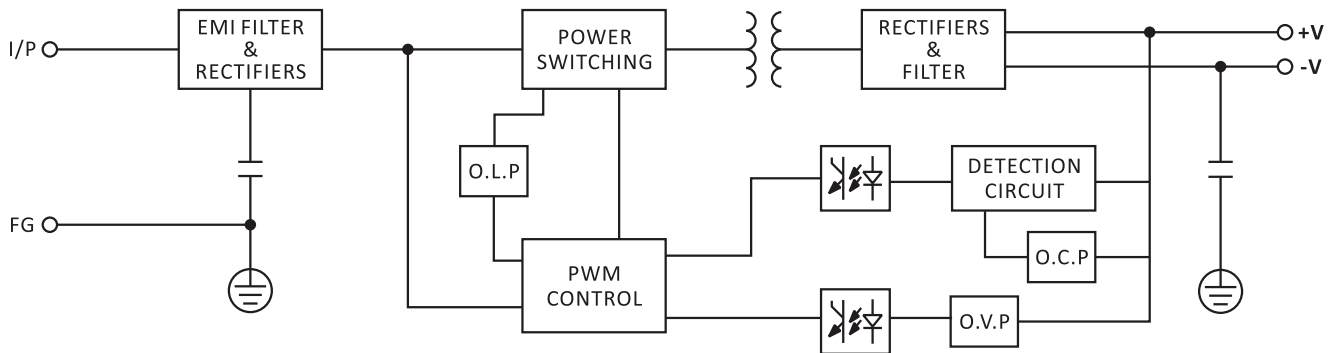 I/P
EMI FILTER
&
RECTIFIERS
POWER
SWITCHING
RECTIFIERS
&
FILTER
+V
-V
O.L.P
DETECTION
CIRCUIT
FG
O.C.P
PWM
CONTROL
O.V.P